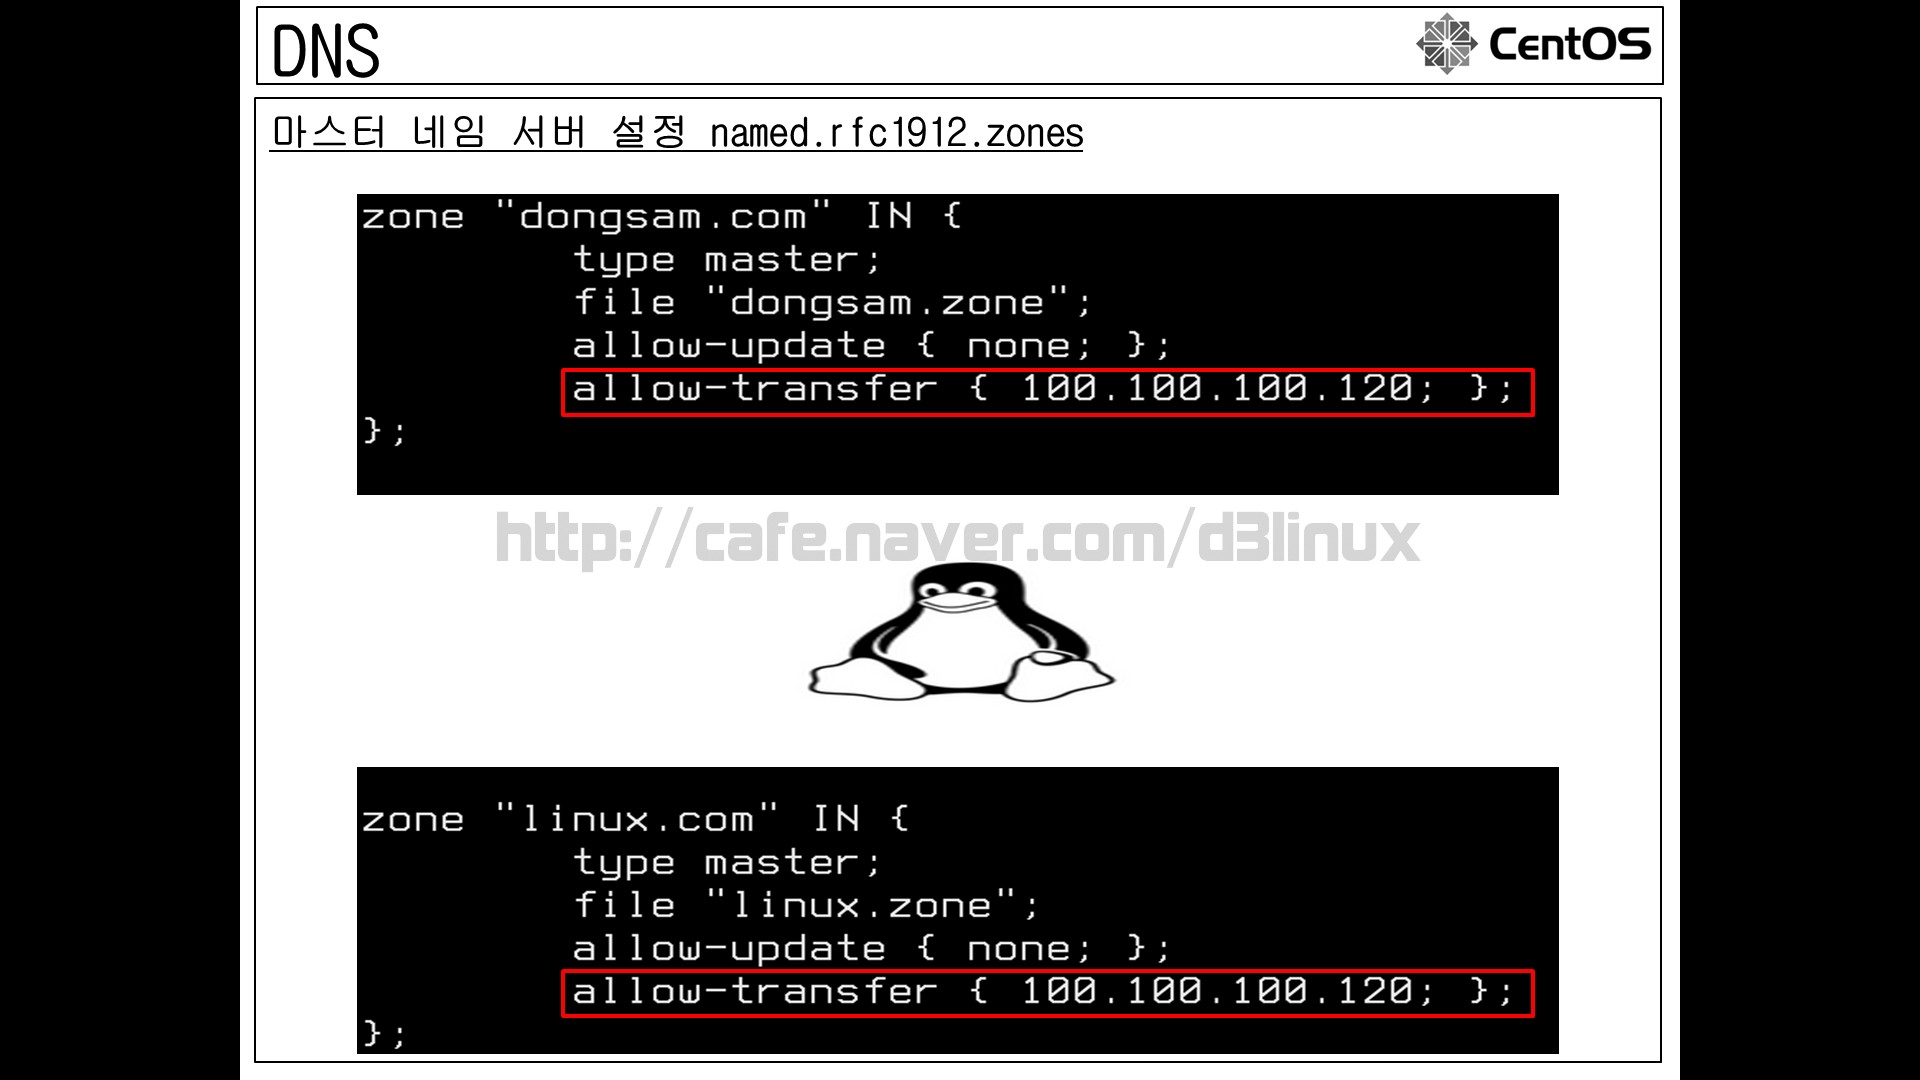 DNS
CentOS
마스터 네임 서버 설정 named.rfc1912.zones
zone "dongsam.com" IN {
type master;
file "dongsam.zone";
allow-update { none; };
allow-transfer { 100.100.100.120; };
};
http://cafe.naver.com/d3linux
zone "linux.com" IN {
type master;
file "linux.zone";
allow-update { none; };
allow-transfer { 100.100.100.120; };
};